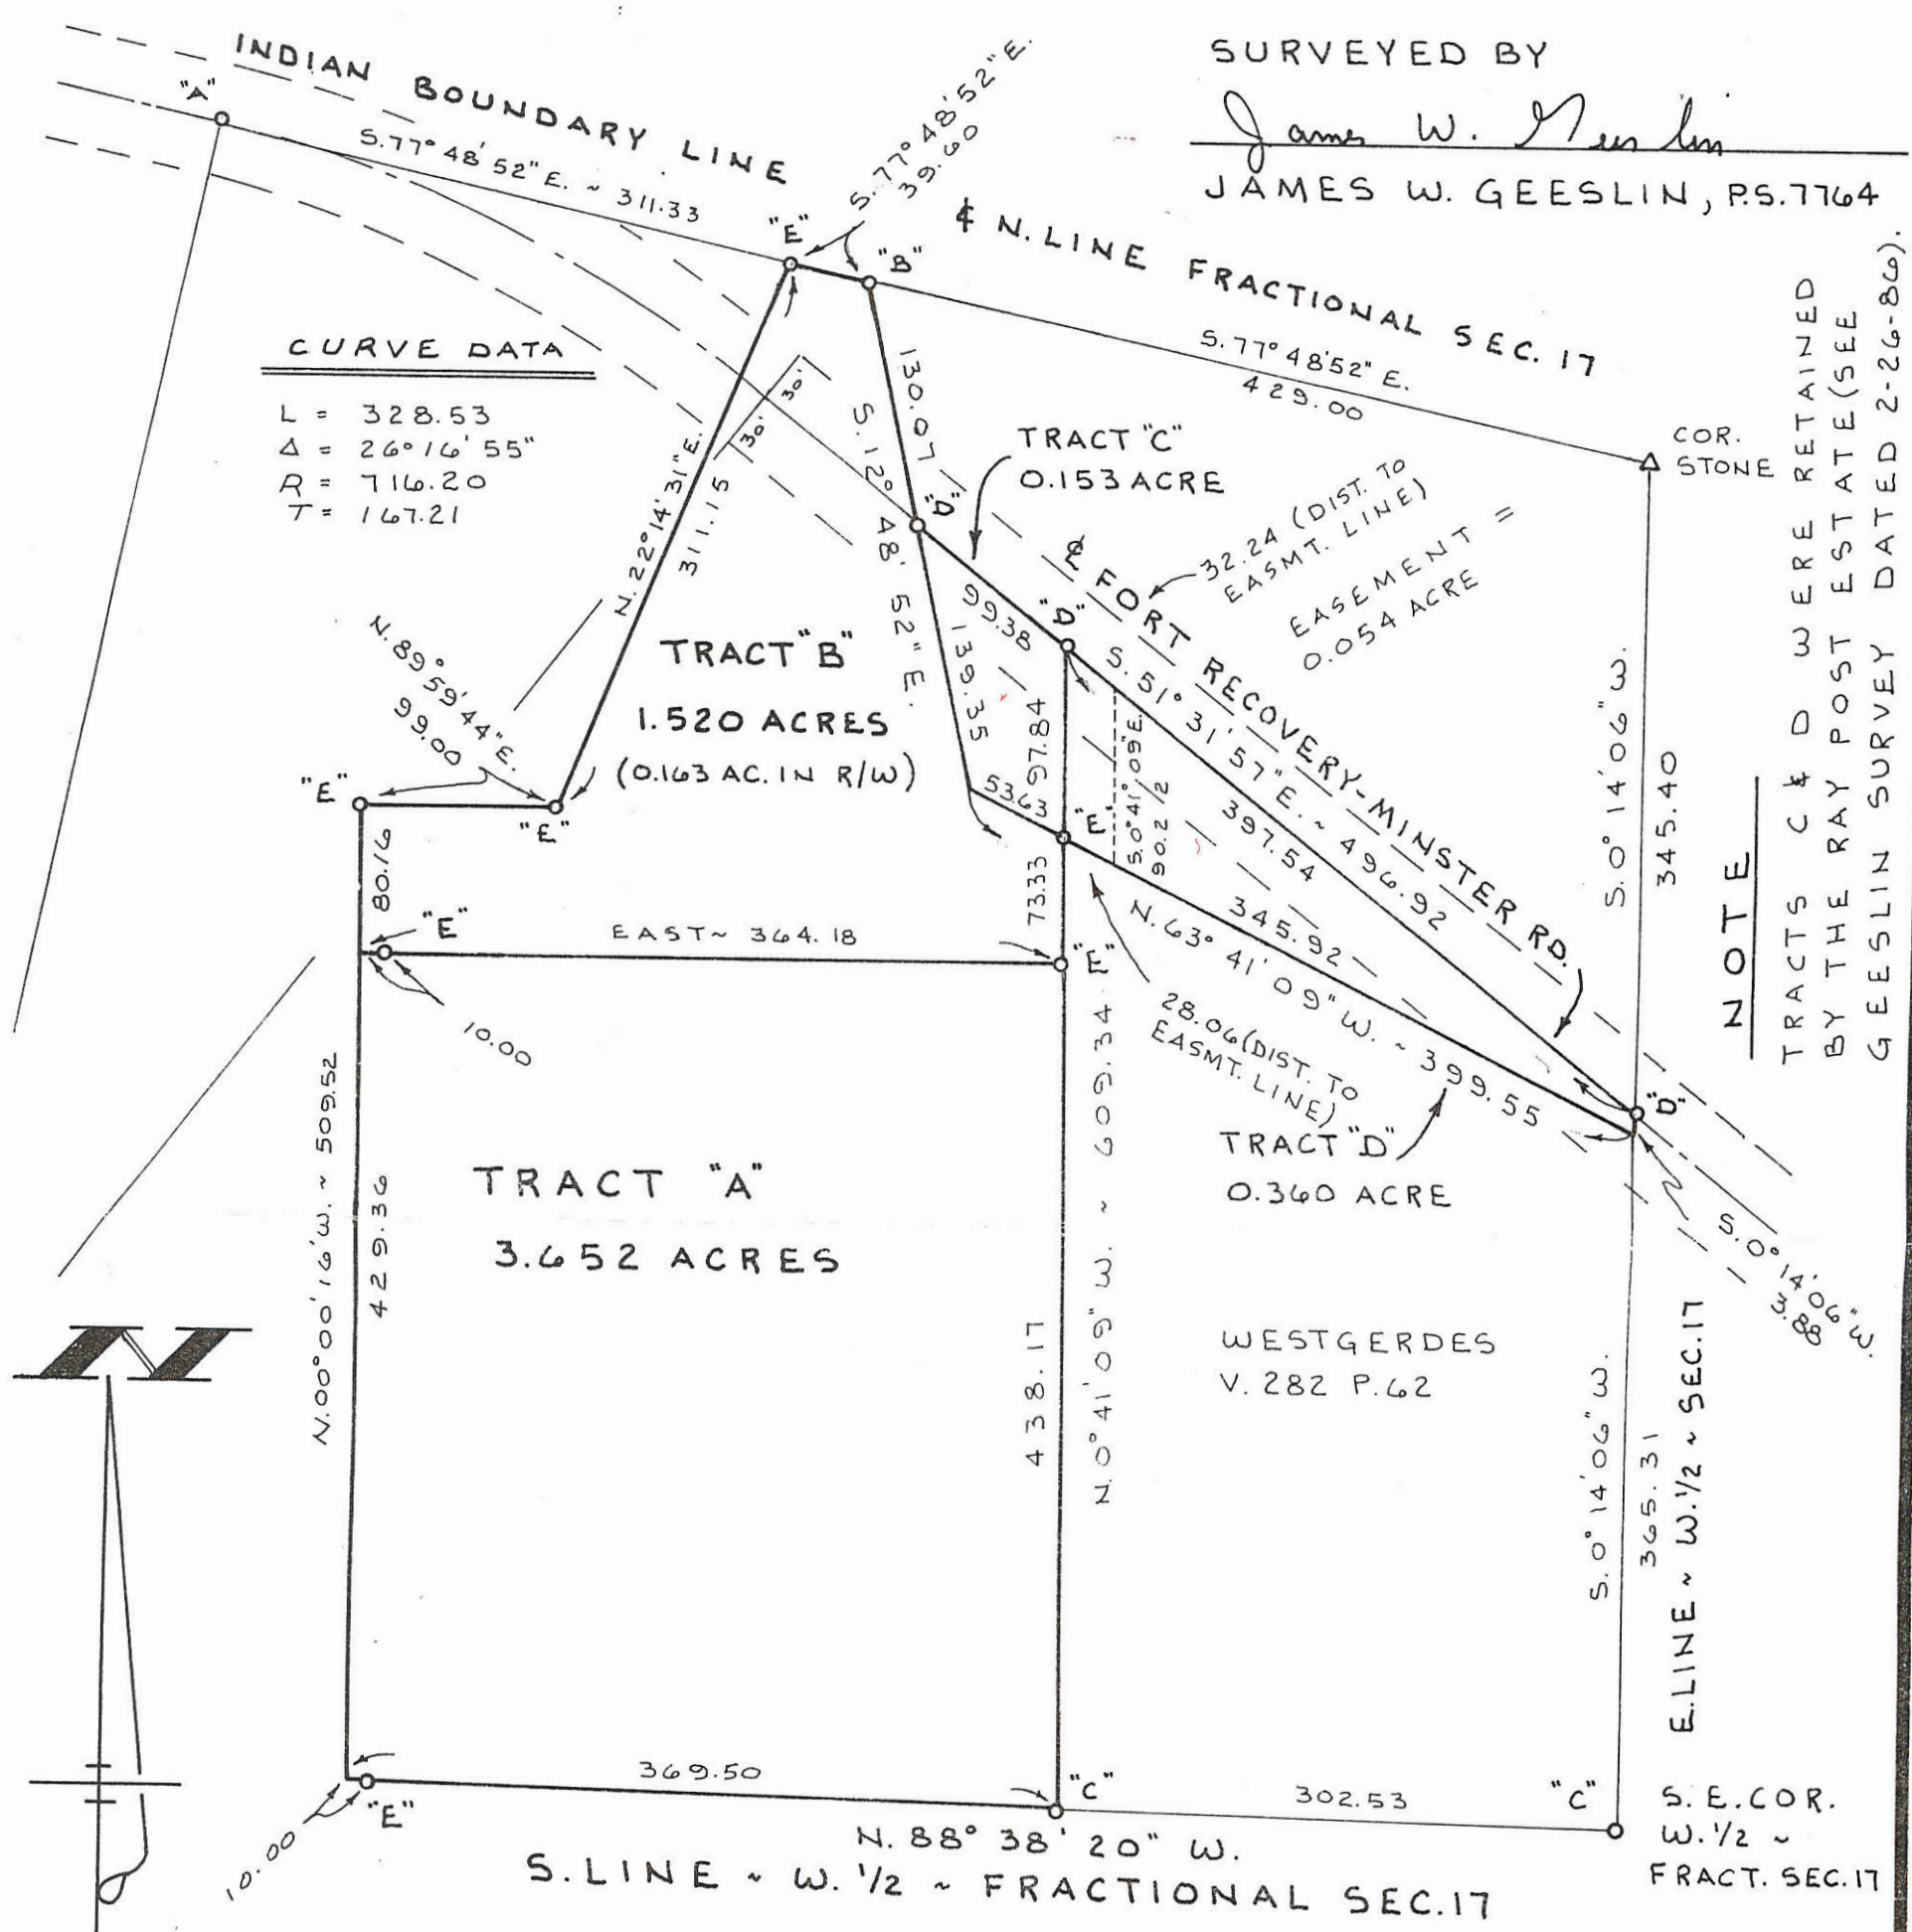 SURVEYED BY
James W. Geeslin
JAMES W. GEESLIN, P.S. 7764
INDIAN BOUNDARY LINE
& N. LINE FRACTIONAL SEC. 17
"A"
S. 77° 48' 52" E. ~ 311.33
S. 77° 48' 52" E.
39.60
"E"
"B"
S. 77° 48' 52" E.
429.00
COR.
STONE
CURVE DATA
L = 328.53
Δ = 26° 16' 55"
R = 716.20
T = 167.21
N. 22° 14' 31" E.
311.15
30'
30'
130.07
S. 12° 48' 52" E.
139.35
TRACT "C"
0.153 ACRE
"D"
99.38
"D"
32.24 (DIST. TO
EASMT. LINE)
EASEMENT =
0.054 ACRE
℄ FORT RECOVERY-MINSTER RD.
S. 51° 31' 57" E. ~ 496.92
397.54
N. 89° 59' 44" E.
99.00
TRACT "B"
1.520 ACRES
(0.163 AC. IN R/W)
97.84
53.63
S. 0° 41' 09" E.
90.21/2
S. 0° 14' 06" W.
345.40
"E"
"E"
"E"
80.16
"E"
EAST ~ 364.18
73.33
"E"
10.00
345.92
N. 63° 41' 09" W. ~ 399.55
28.06 (DIST. TO
EASMT. LINE)
TRACT "D"
0.360 ACRE
"D"
S. 0° 14' 06" W.
3.88
NOTE
TRACTS C & D WERE RETAINED
BY THE RAY POST ESTATE (SEE
GEESLIN SURVEY DATED 2-26-86).
N. 00° 00' 16" W. ~ 509.52
429.36
TRACT "A"
3.652 ACRES
438.17
N. 0° 41' 09" W. ~ 609.34
WESTGERDES
V. 282 P. 62
S. 0° 14' 06" W.
365.31
E. LINE ~ W. 1/2 ~ SEC. 17
N
10.00
"E"
369.50
"C"
302.53
"C"
N. 88° 38' 20" W.
S. LINE ~ W. 1/2 ~ FRACTIONAL SEC. 17
S. E. COR.
W. 1/2 ~
FRACT. SEC. 17